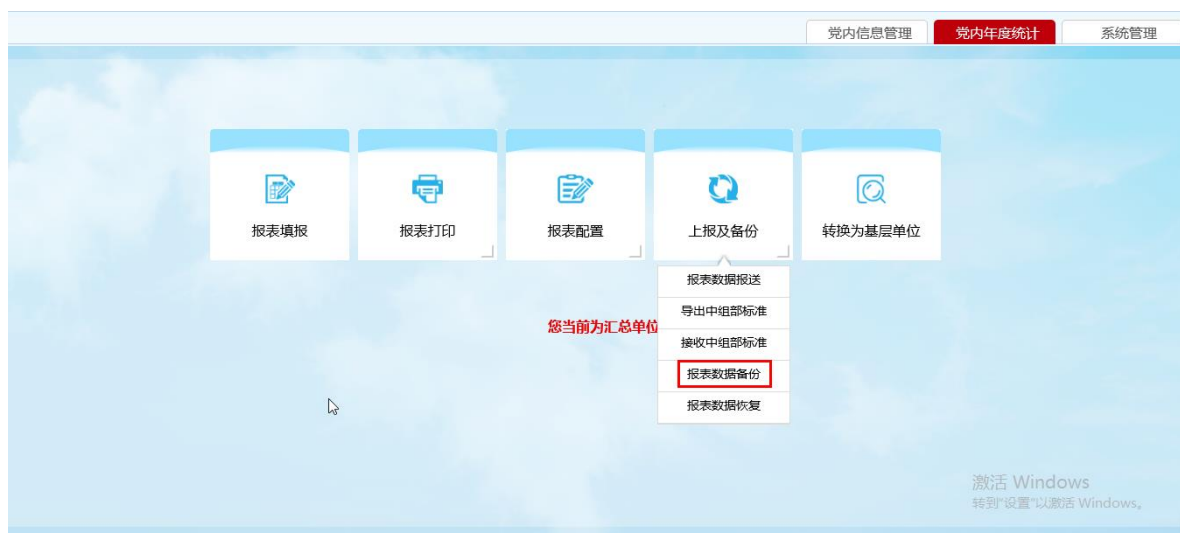 党内信息管理
党内年度统计
系统管理
报表填报
报表打印
报表配置
上报及备份
转换为基层单位
报表数据报送
导出中组部标准
您当前为汇总单位
接收中组部标准
报表数据备份
报表数据恢复
激活 Windows
转到"设置"以激活 Windows。